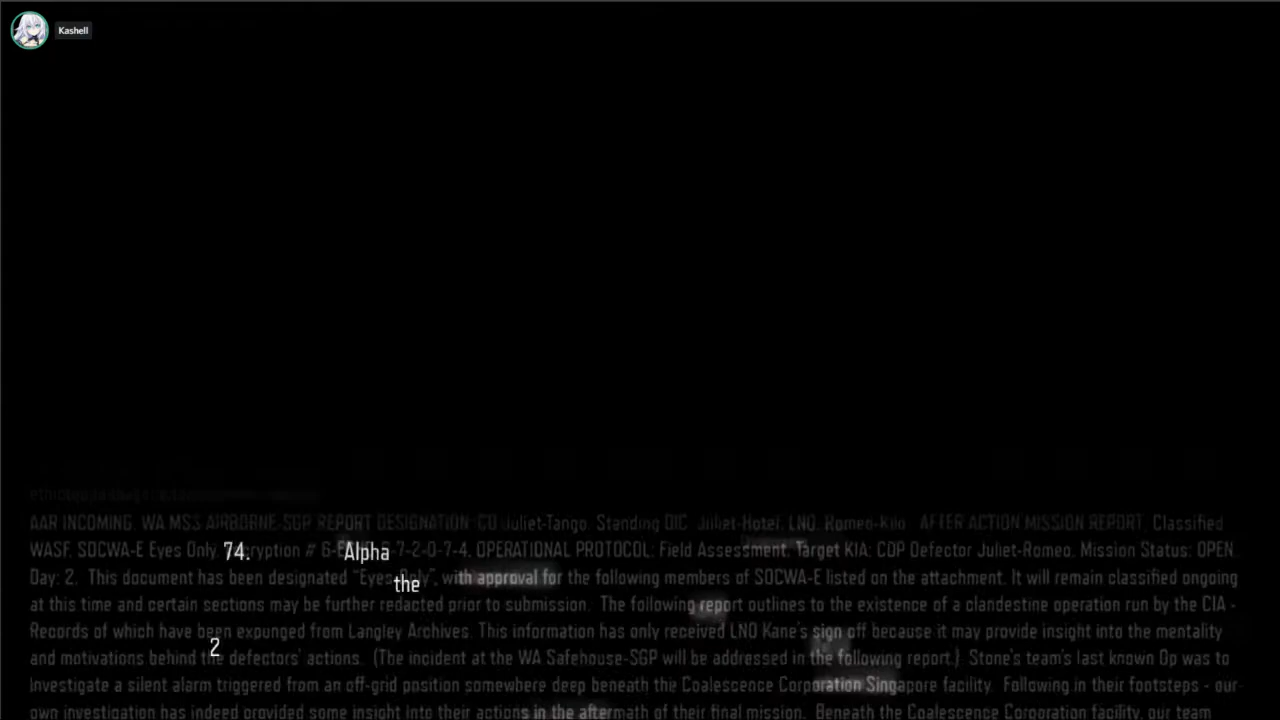 Kashell
AAR INCOMING. WA MSS AIRBORNE-SGP REPORT DESIGNATION: CO Juliet-Tango. Standing OIC Juliet-Hotel. LNO. Romeo-Kilo. AFTER ACTION MISSION REPORT, Classified
WASF, SOCWA-E Eyes Only. 74. # G- Alpha 7-2-0-7-4. OPERATIONAL PROTOCOL: Field Assessment. Target KIA: CDP Defector Juliet-Romeo. Mission Status: OPEN.
Day: 2. This document has been designated "Eyes Only", with approval for the following members of SOCWA-E listed on the attachment. It will remain classified ongoing
the
at this time and certain sections may be further redacted prior to submission. The following report outlines to the existence of a clandestine operation run by the CIA -
Records of which have been expunged from Langley Archives. This information has only received LNO Kane's sign off because it may provide insight into the mentality
2
and motivations behind the defectors' actions. (The incident at the WA Safehouse-SGP will be addressed in the following report.) Stone's team's last known Op was to
Investigate a silent alarm triggered from an off-grid position somewhere deep beneath the Coalescence Corporation Singapore facility. Following in their footsteps - our-
own investigation has indeed provided some insight into their actions in the aftermath of their final mission. Beneath the Coalescence Corporation facility, our team